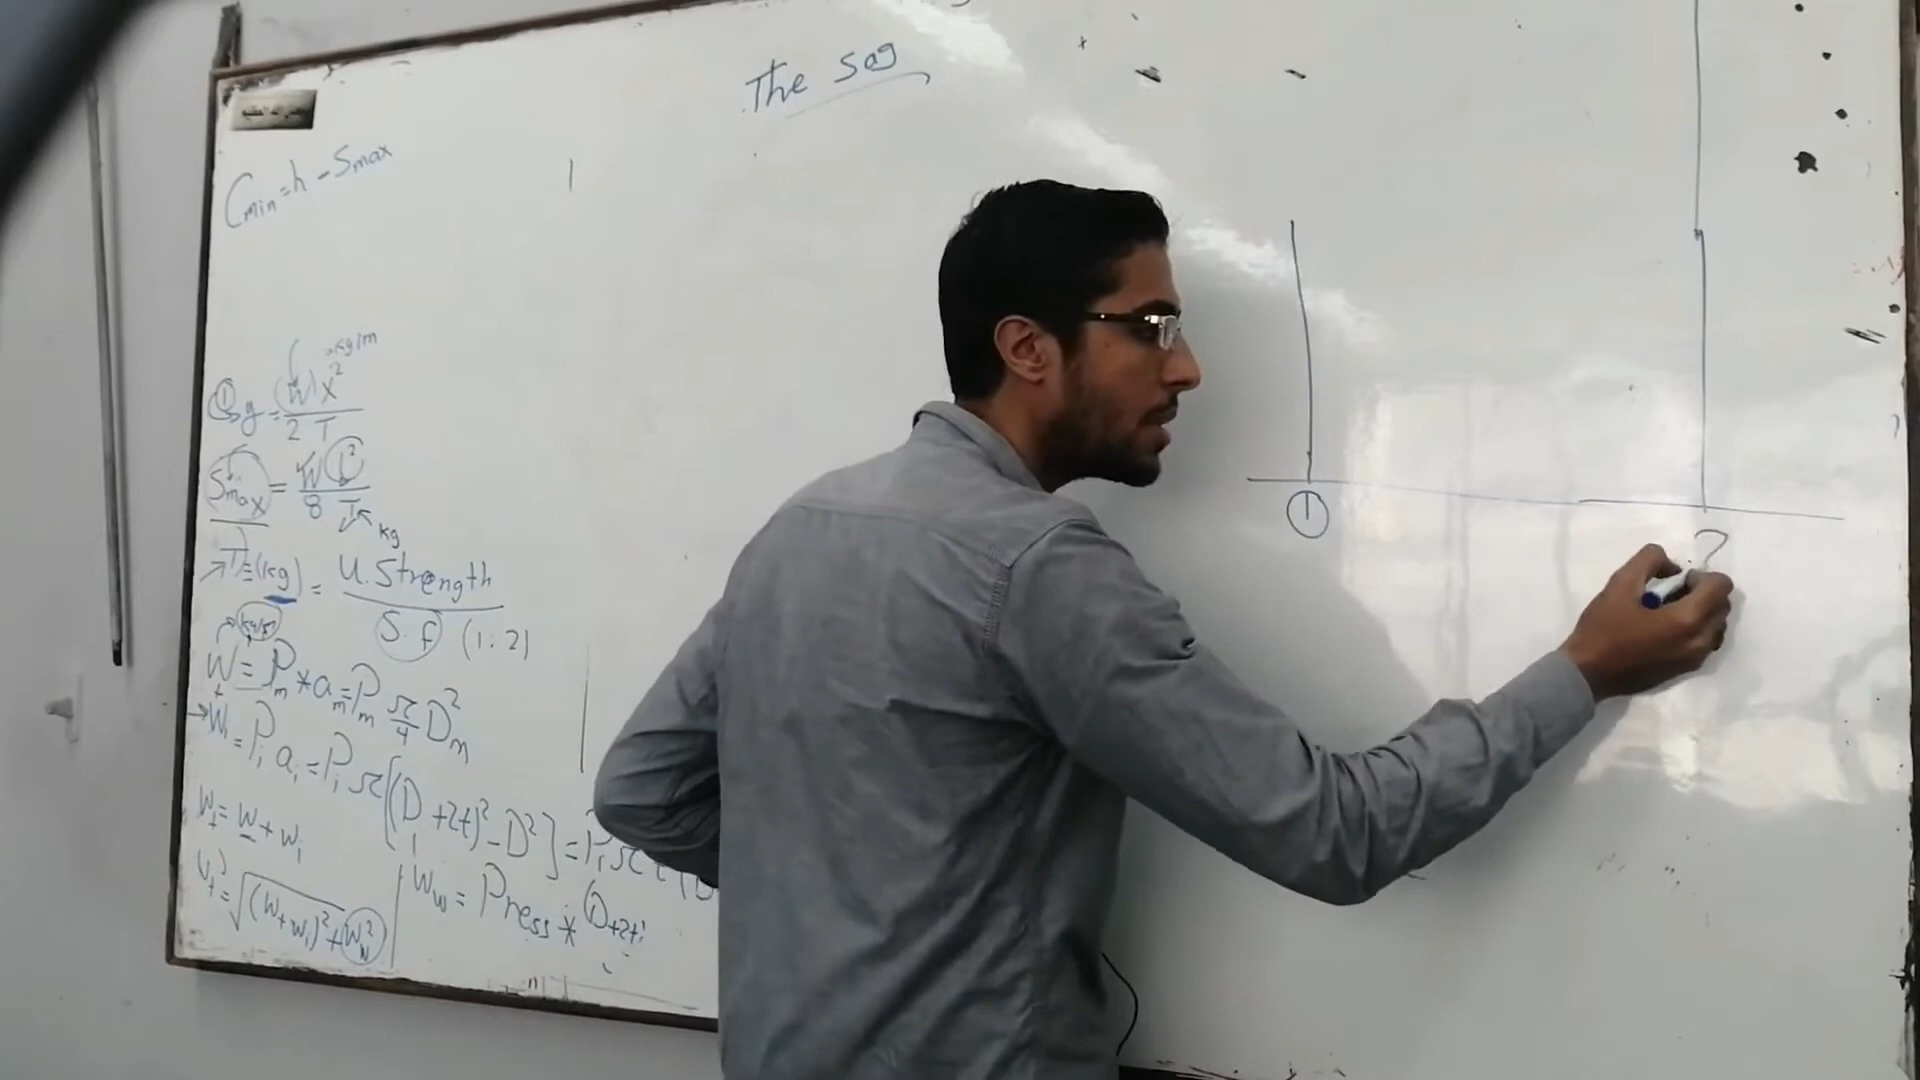 The sag
Cmin = h - Smax
① y = (W) x² / 2 T → kg/m
Smax = W L² / 8 T
kg
T = (kg) = U. Strength / S.f (1:2)
W = Pm * am = Pm π/4 Dm²
→ Wi = Pi ai = Pi π [(D + 2t)² - D²] =
Wt = W + Wi
Wt = √(W + Wi)² + Ww²
Ww = Press * (D + 2t)
①
2